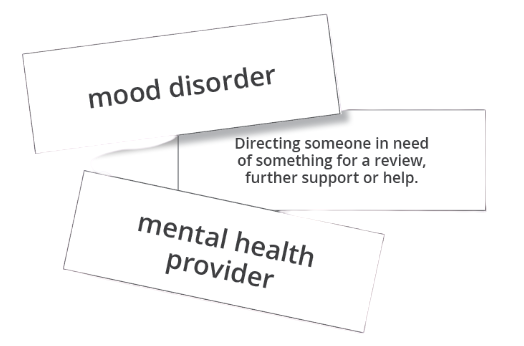 mood disorder
Directing someone in need
of something for a review,
further support or help.
mental health
provider